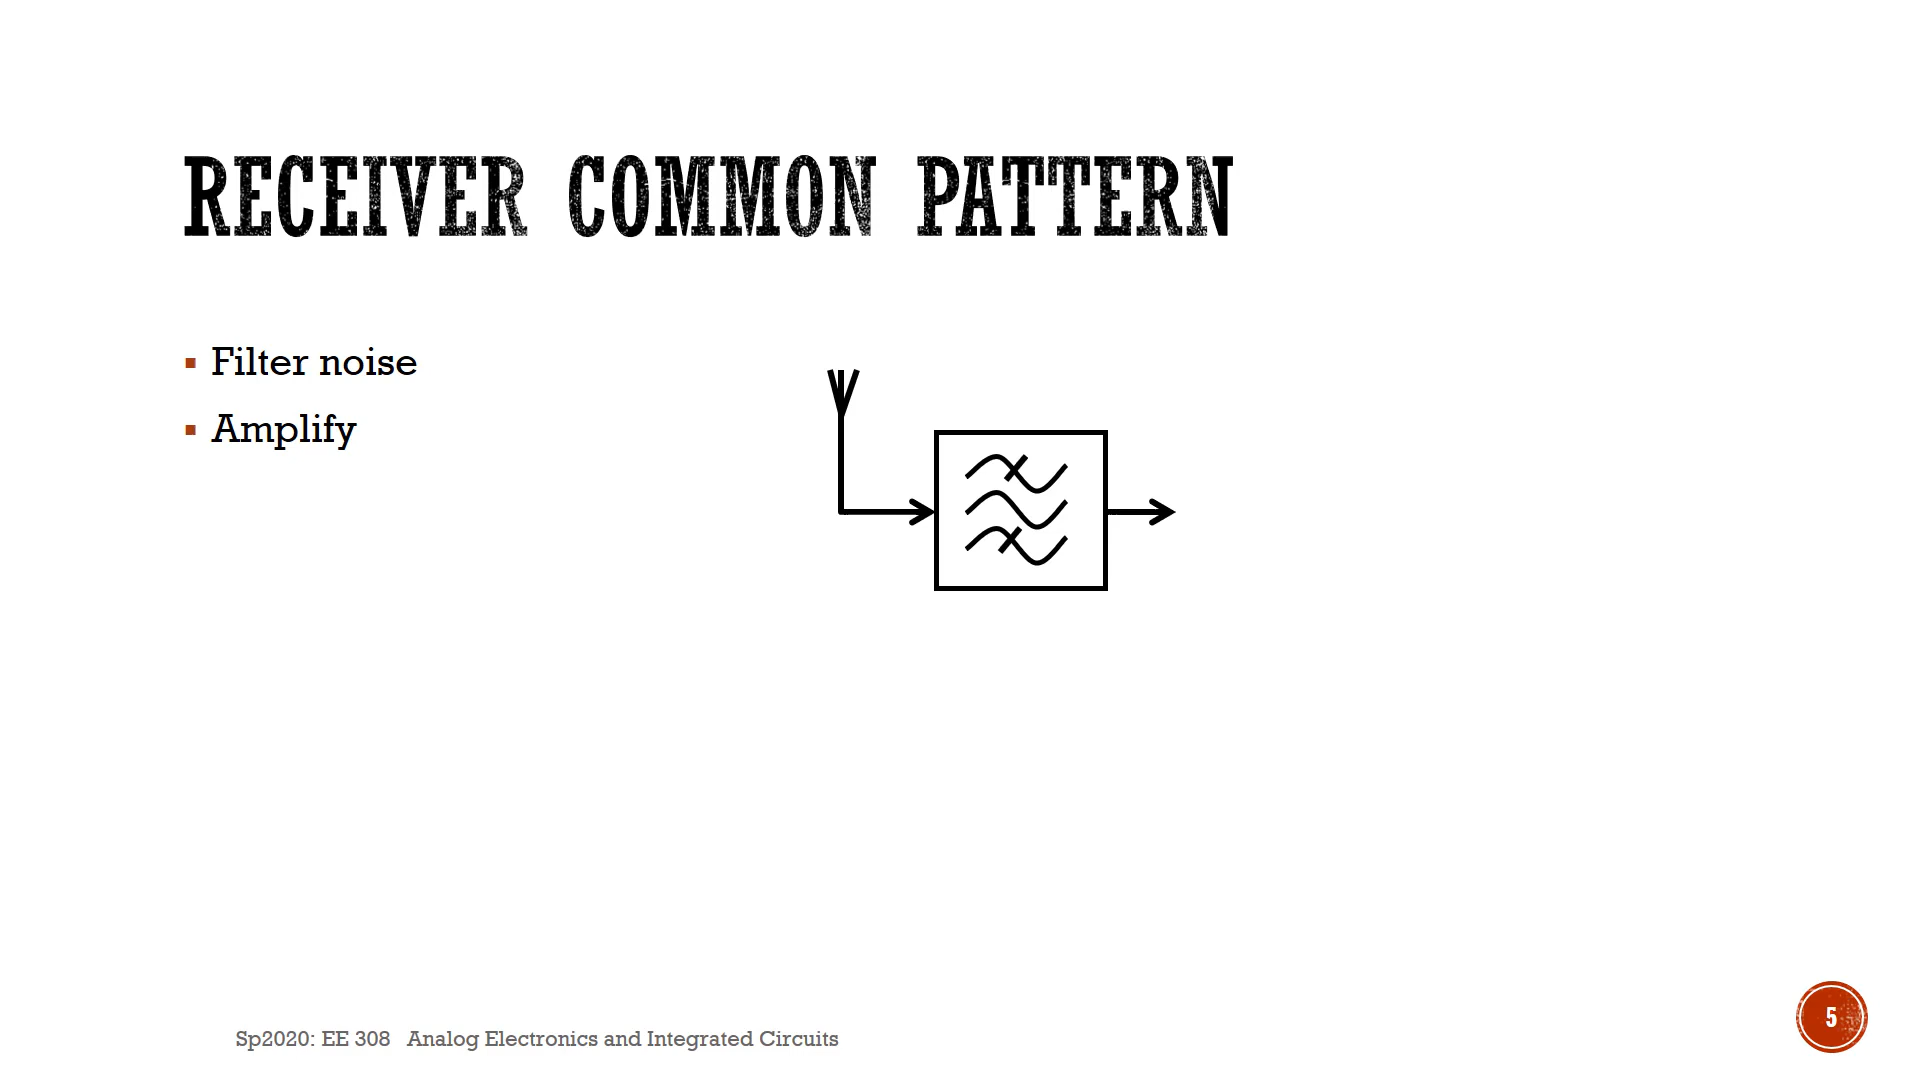 RECEIVER COMMON PATTERN
Filter noise
Amplify
Sp2020: EE 308 Analog Electronics and Integrated Circuits
5